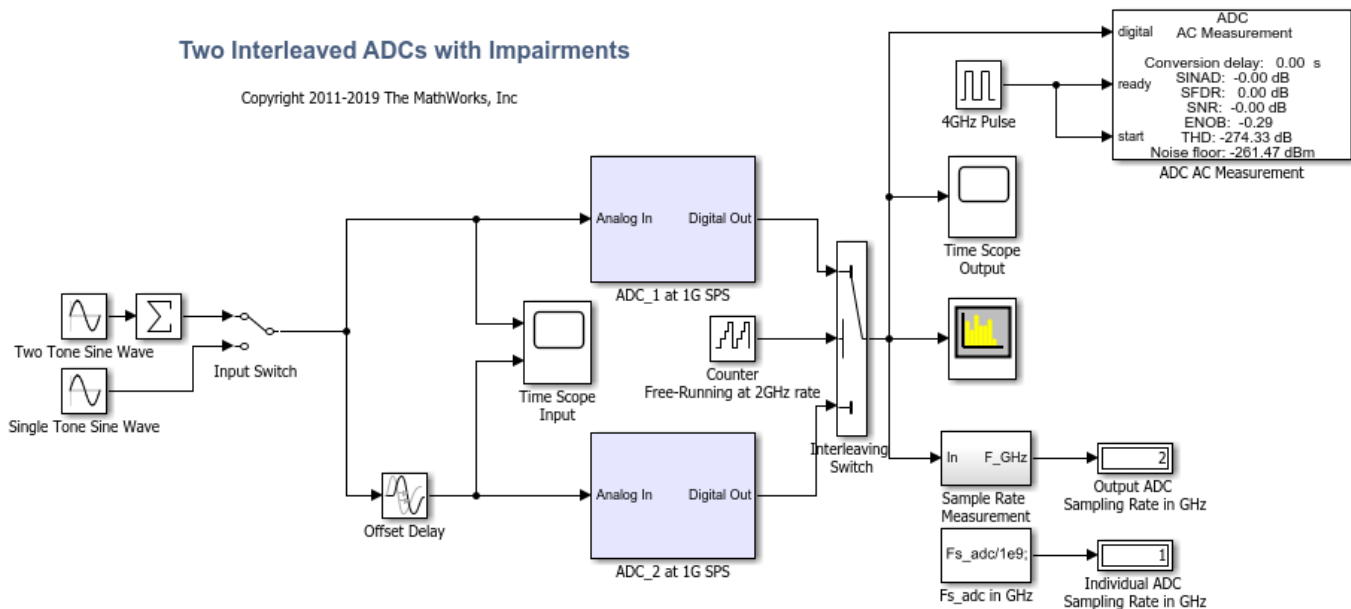 Two Interleaved ADCs with Impairments
Copyright 2011-2019 The MathWorks, Inc
ADC
AC Measurement
digital
Conversion delay: 0.00 s
SINAD: -0.00 dB
ready
SFDR: 0.00 dB
SNR: -0.00 dB
ENOB: -0.29
start
THD: -274.33 dB
Noise floor: -261.47 dBm
ADC AC Measurement
4GHz Pulse
Analog In
Digital Out
ADC_1 at 1G SPS
Time Scope
Output
Two Tone Sine Wave
Input Switch
Single Tone Sine Wave
Time Scope
Input
Counter
Free-Running at 2GHz rate
Interleaving
Switch
In
F_GHz
Sample Rate
Measurement
2
Output ADC
Sampling Rate in GHz
Offset Delay
Analog In
Digital Out
ADC_2 at 1G SPS
Fs_adc/1e9;
Fs_adc in GHz
1
Individual ADC
Sampling Rate in GHz